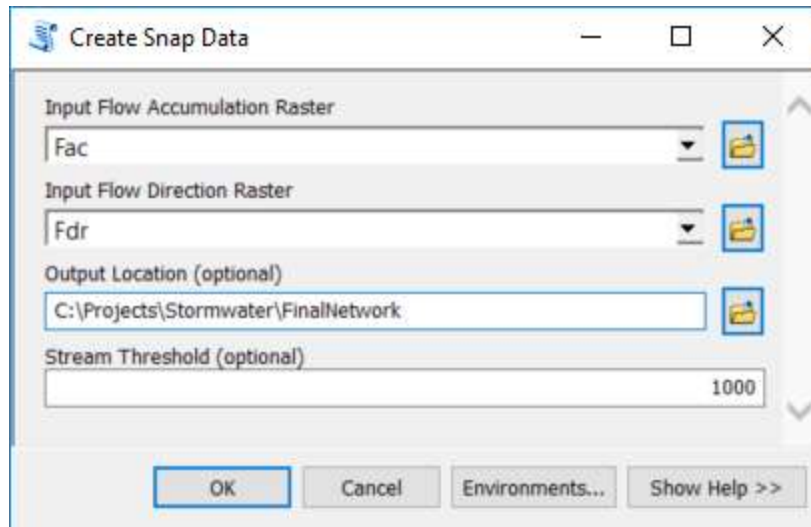 Create Snap Data
Input Flow Accumulation Raster
Fac
Input Flow Direction Raster
Fdr
Output Location (optional)
C:\Projects\Stormwater\FinalNetwork
Stream Threshold (optional)
1000
OK Cancel Environments... Show Help >>